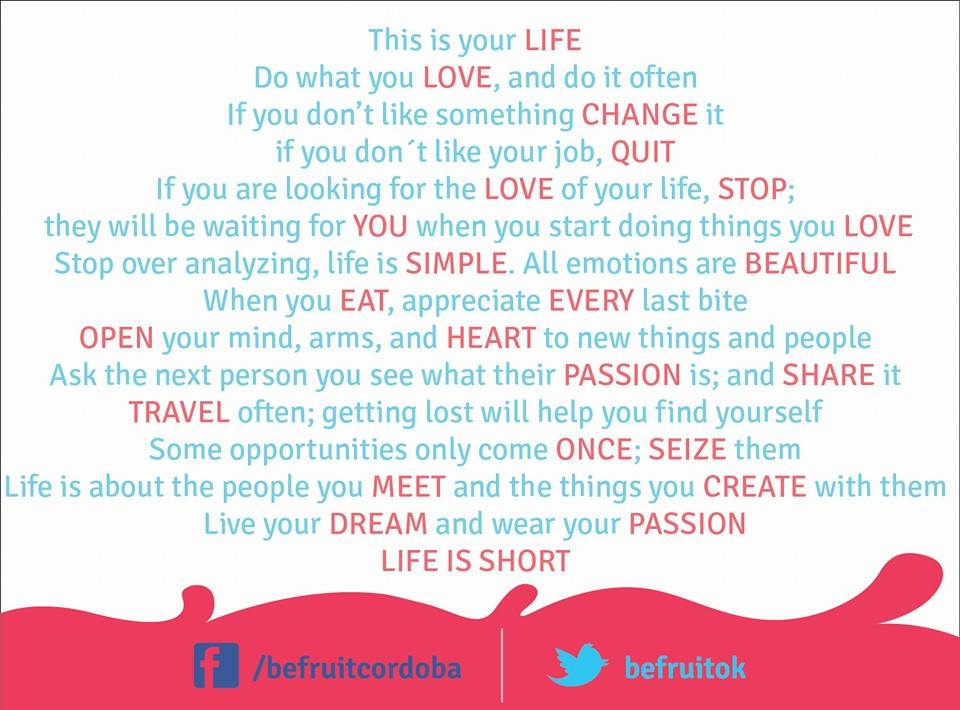 This is your LIFE
Do what you LOVE, and do it often
If you don’t like something CHANGE it
if you don´t like your job, QUIT
If you are looking for the LOVE of your life, STOP;
they will be waiting for YOU when you start doing things you LOVE
Stop over analyzing, life is SIMPLE. All emotions are BEAUTIFUL
When you EAT, appreciate EVERY last bite
OPEN your mind, arms, and HEART to new things and people
Ask the next person you see what their PASSION is; and SHARE it
TRAVEL often; getting lost will help you find yourself
Some opportunities only come ONCE; SEIZE them
Life is about the people you MEET and the things you CREATE with them
Live your DREAM and wear your PASSION
LIFE IS SHORT
f /befruitcordoba
befruitok